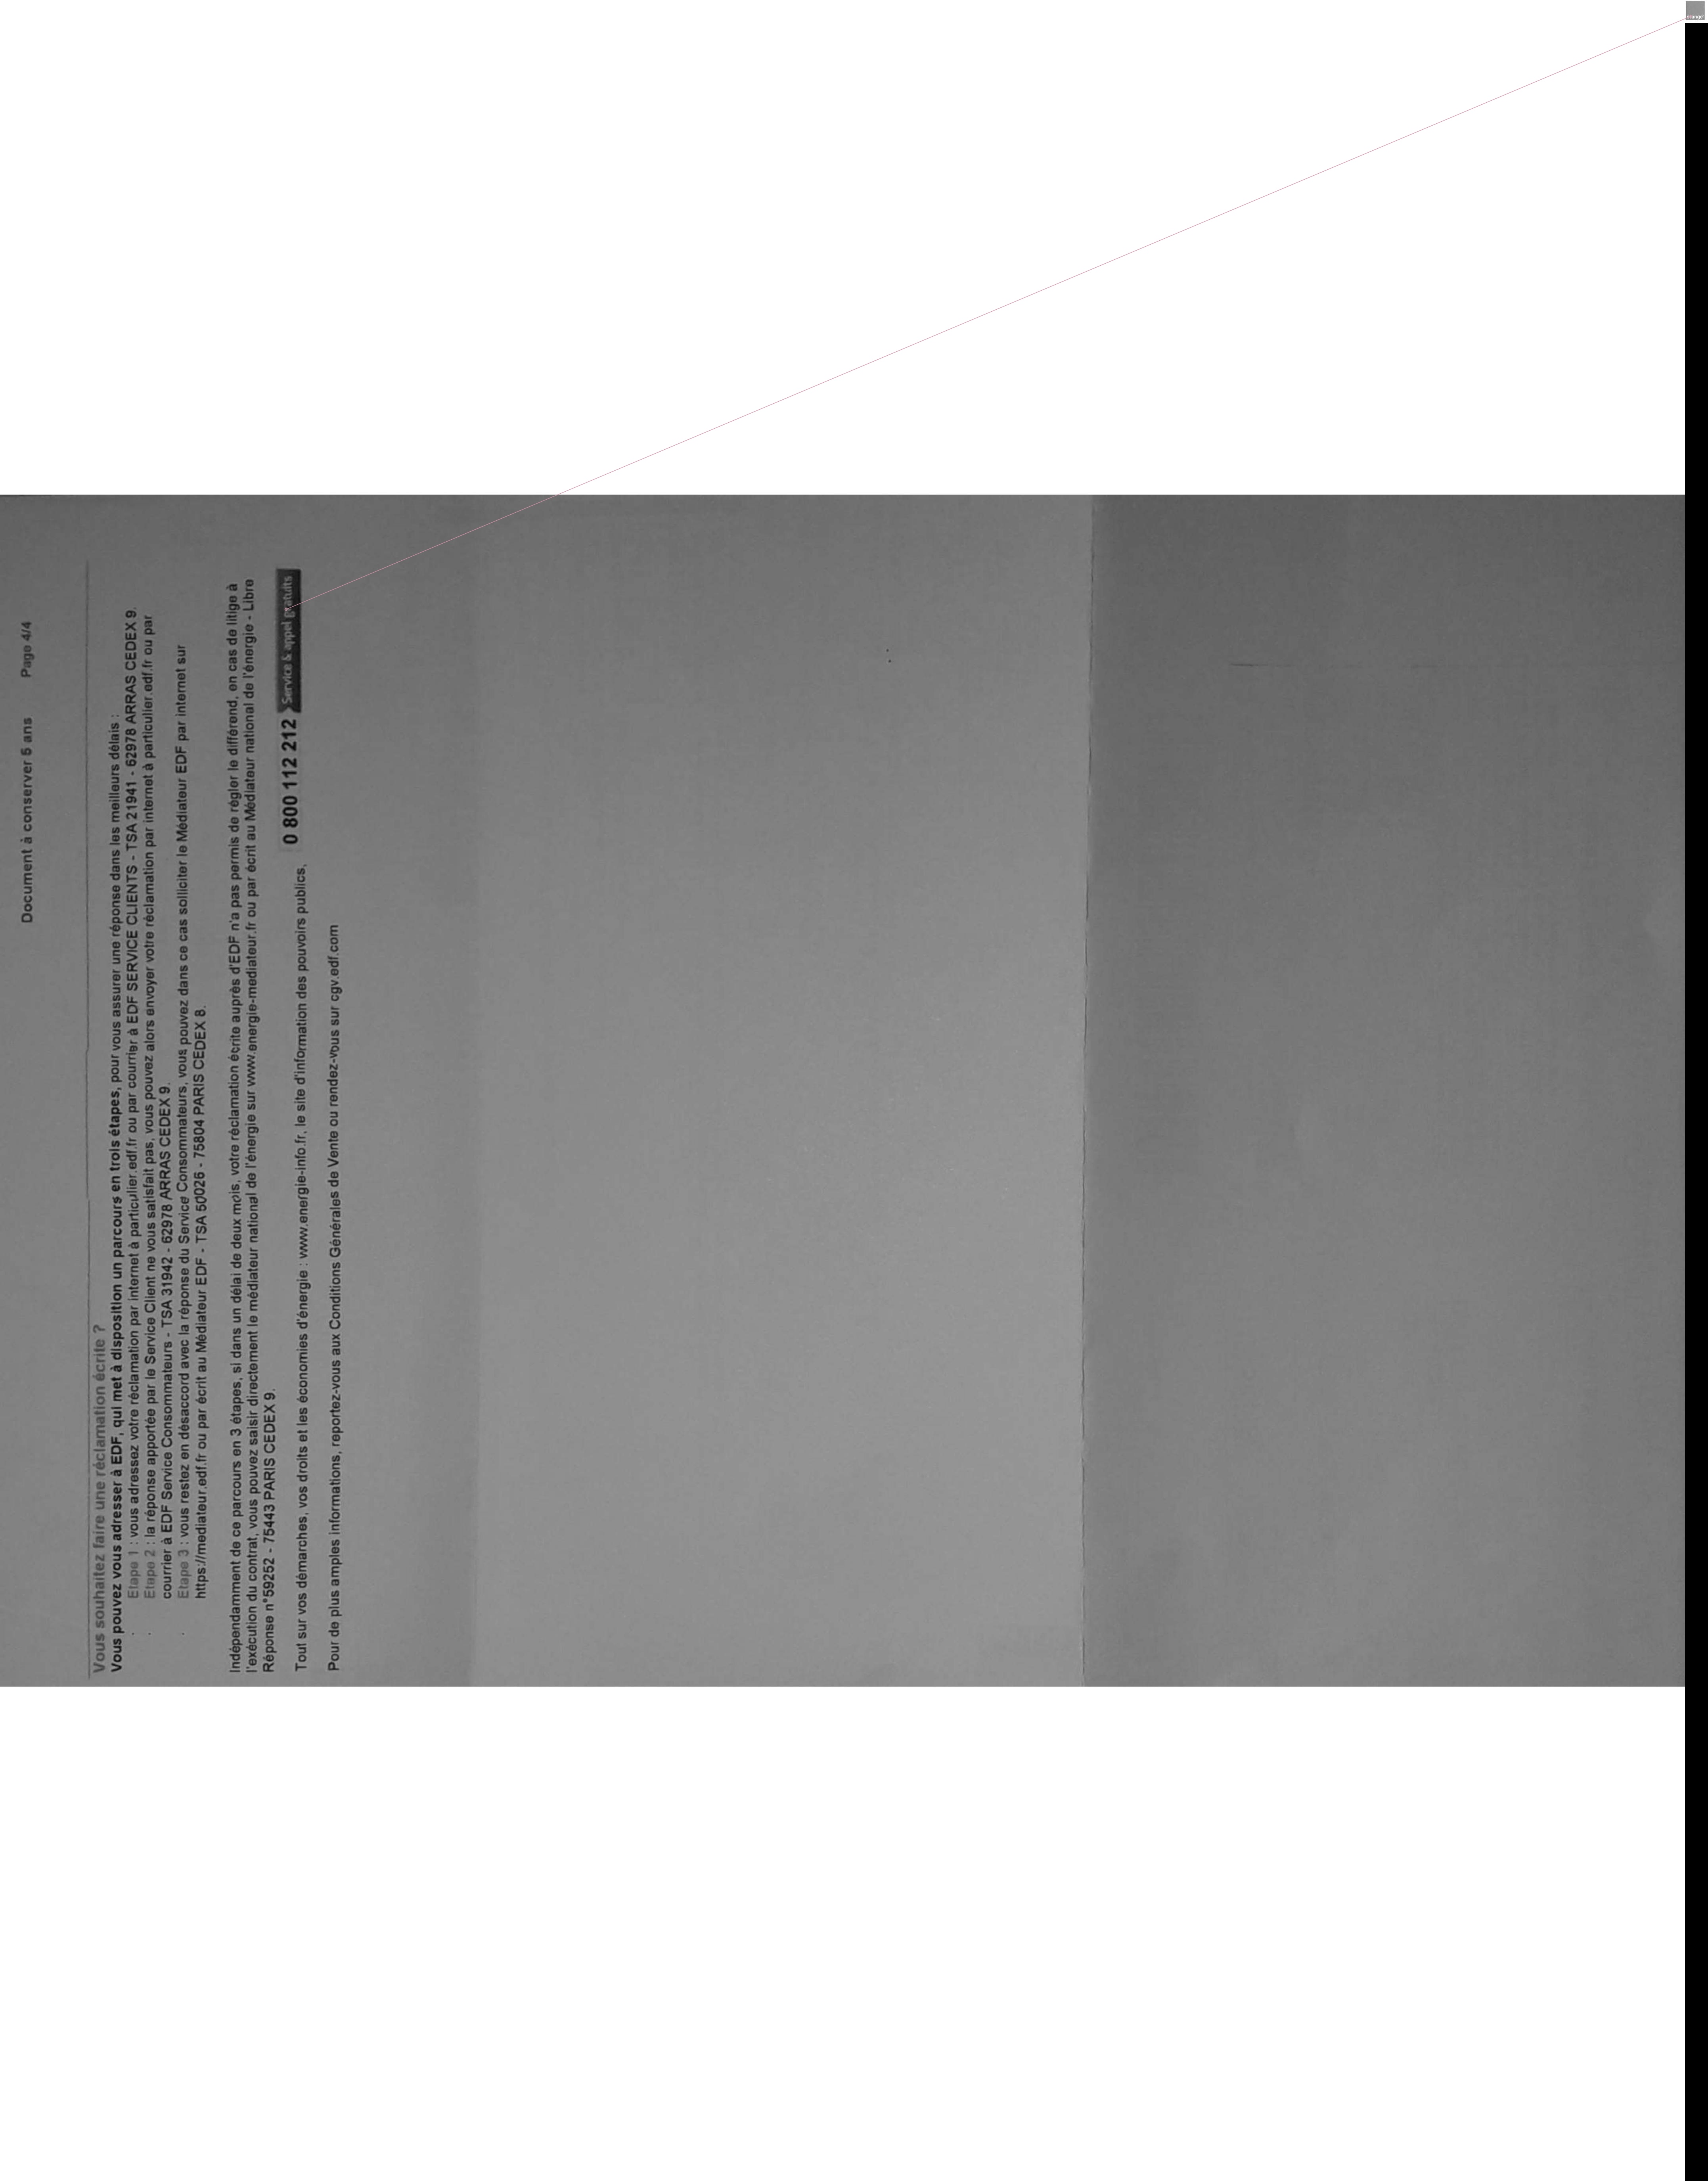 Document à conserver 5 ans Page 4/4
Vous souhaitez faire une réclamation écrite ?
Vous pouvez vous adresser à EDF, qui met à disposition un parcours en trois étapes, pour vous assurer une réponse dans les meilleurs délais :
· Etape 1 : vous adressez votre réclamation par internet à particulier.edf.fr ou par courrier à EDF SERVICE CLIENTS - TSA 21941 - 62978 ARRAS CEDEX 9.
· Etape 2 : la réponse apportée par le Service Client ne vous satisfait pas, vous pouvez alors envoyer votre réclamation par internet à particulier.edf.fr ou par
courrier à EDF Service Consommateurs - TSA 31942 - 62978 ARRAS CEDEX 9.
· Etape 3 : vous restez en désaccord avec la réponse du Service Consommateurs, vous pouvez dans ce cas solliciter le Médiateur EDF par internet sur
https://mediateur.edf.fr ou par écrit au Médiateur EDF - TSA 50026 - 75804 PARIS CEDEX 8.
Indépendamment de ce parcours en 3 étapes, si dans un délai de deux mois, votre réclamation écrite auprès d'EDF n'a pas permis de régler le différend, en cas de litige à
l'exécution du contrat, vous pouvez saisir directement le médiateur national de l'énergie sur www.energie-mediateur.fr ou par écrit au Médiateur national de l'énergie - Libre
Réponse n°59252 - 75443 PARIS CEDEX 9.
Tout sur vos démarches, vos droits et les économies d'énergie : www.energie-info.fr, le site d'information des pouvoirs publics, 0 800 112 212 Service & appel gratuits
Pour de plus amples informations, reportez-vous aux Conditions Générales de Vente ou rendez-vous sur cgv.edf.com